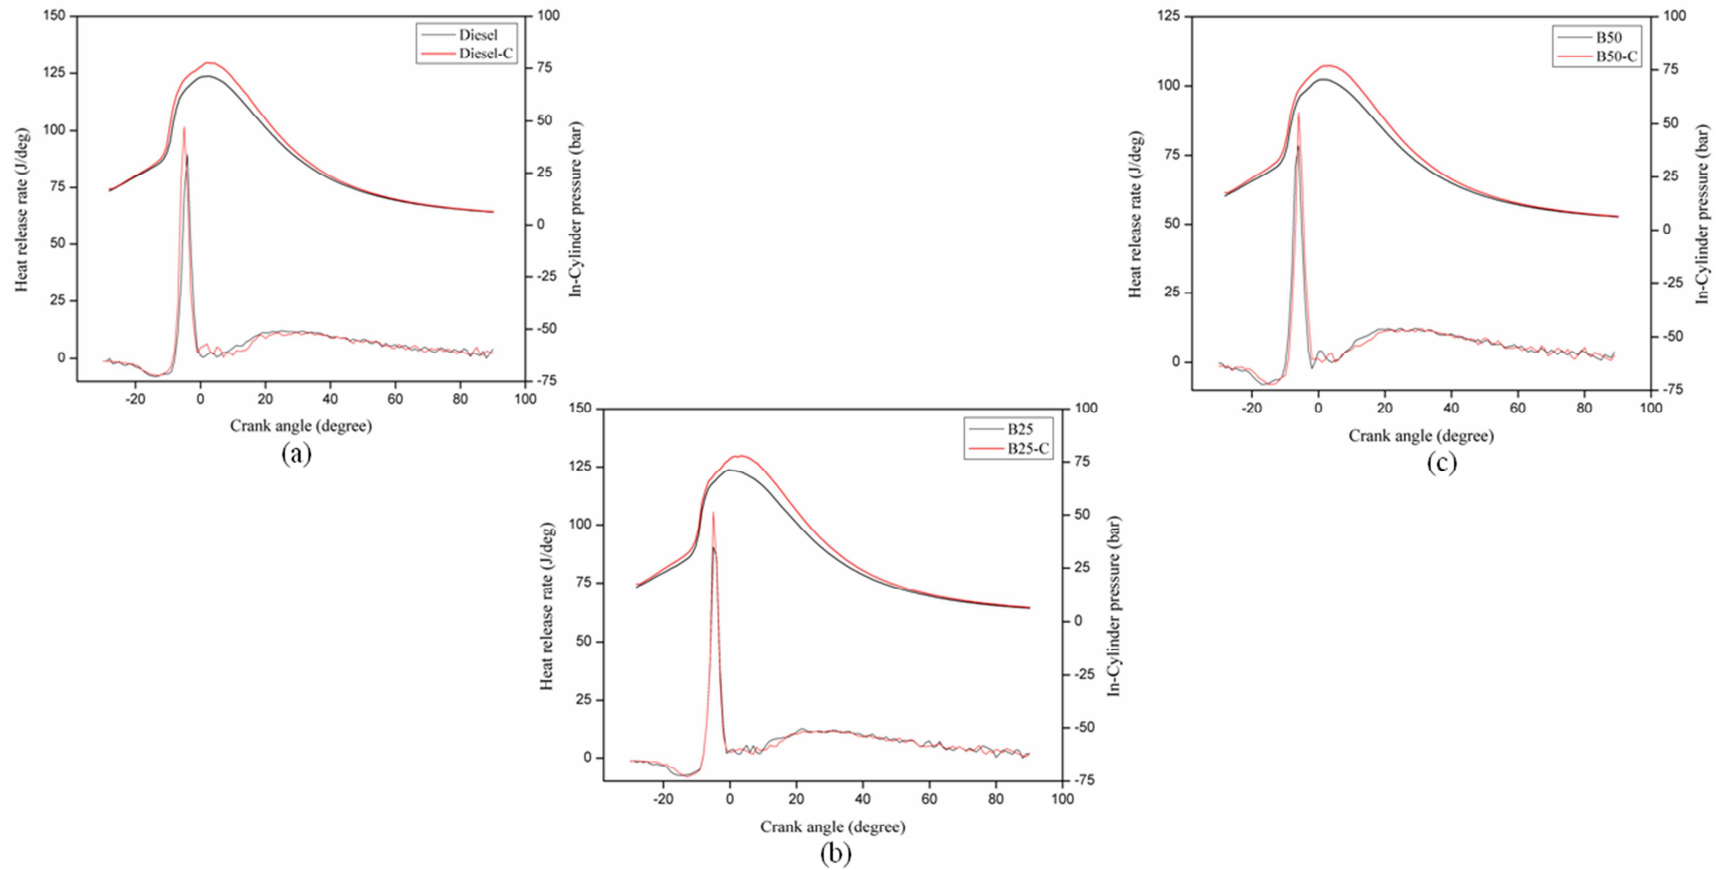 150
125
100
75
50
25
0
Heat release rate (J/deg)
100
75
50
25
0
-25
-50
-75
In-Cylinder pressure (bar)
Diesel
Diesel-C
-20 0 20 40 60 80 100
Crank angle (degree)
(a)
150
125
100
75
50
25
0
Heat release rate (J/deg)
100
75
50
25
0
-25
-50
-75
In-Cylinder pressure (bar)
B25
B25-C
-20 0 20 40 60 80 100
Crank angle (degree)
(b)
125
100
75
50
25
0
Heat release rate (J/deg)
100
75
50
25
0
-25
-50
-75
In-Cylinder pressure (bar)
B50
B50-C
-20 0 20 40 60 80 100
Crank angle (degree)
(c)